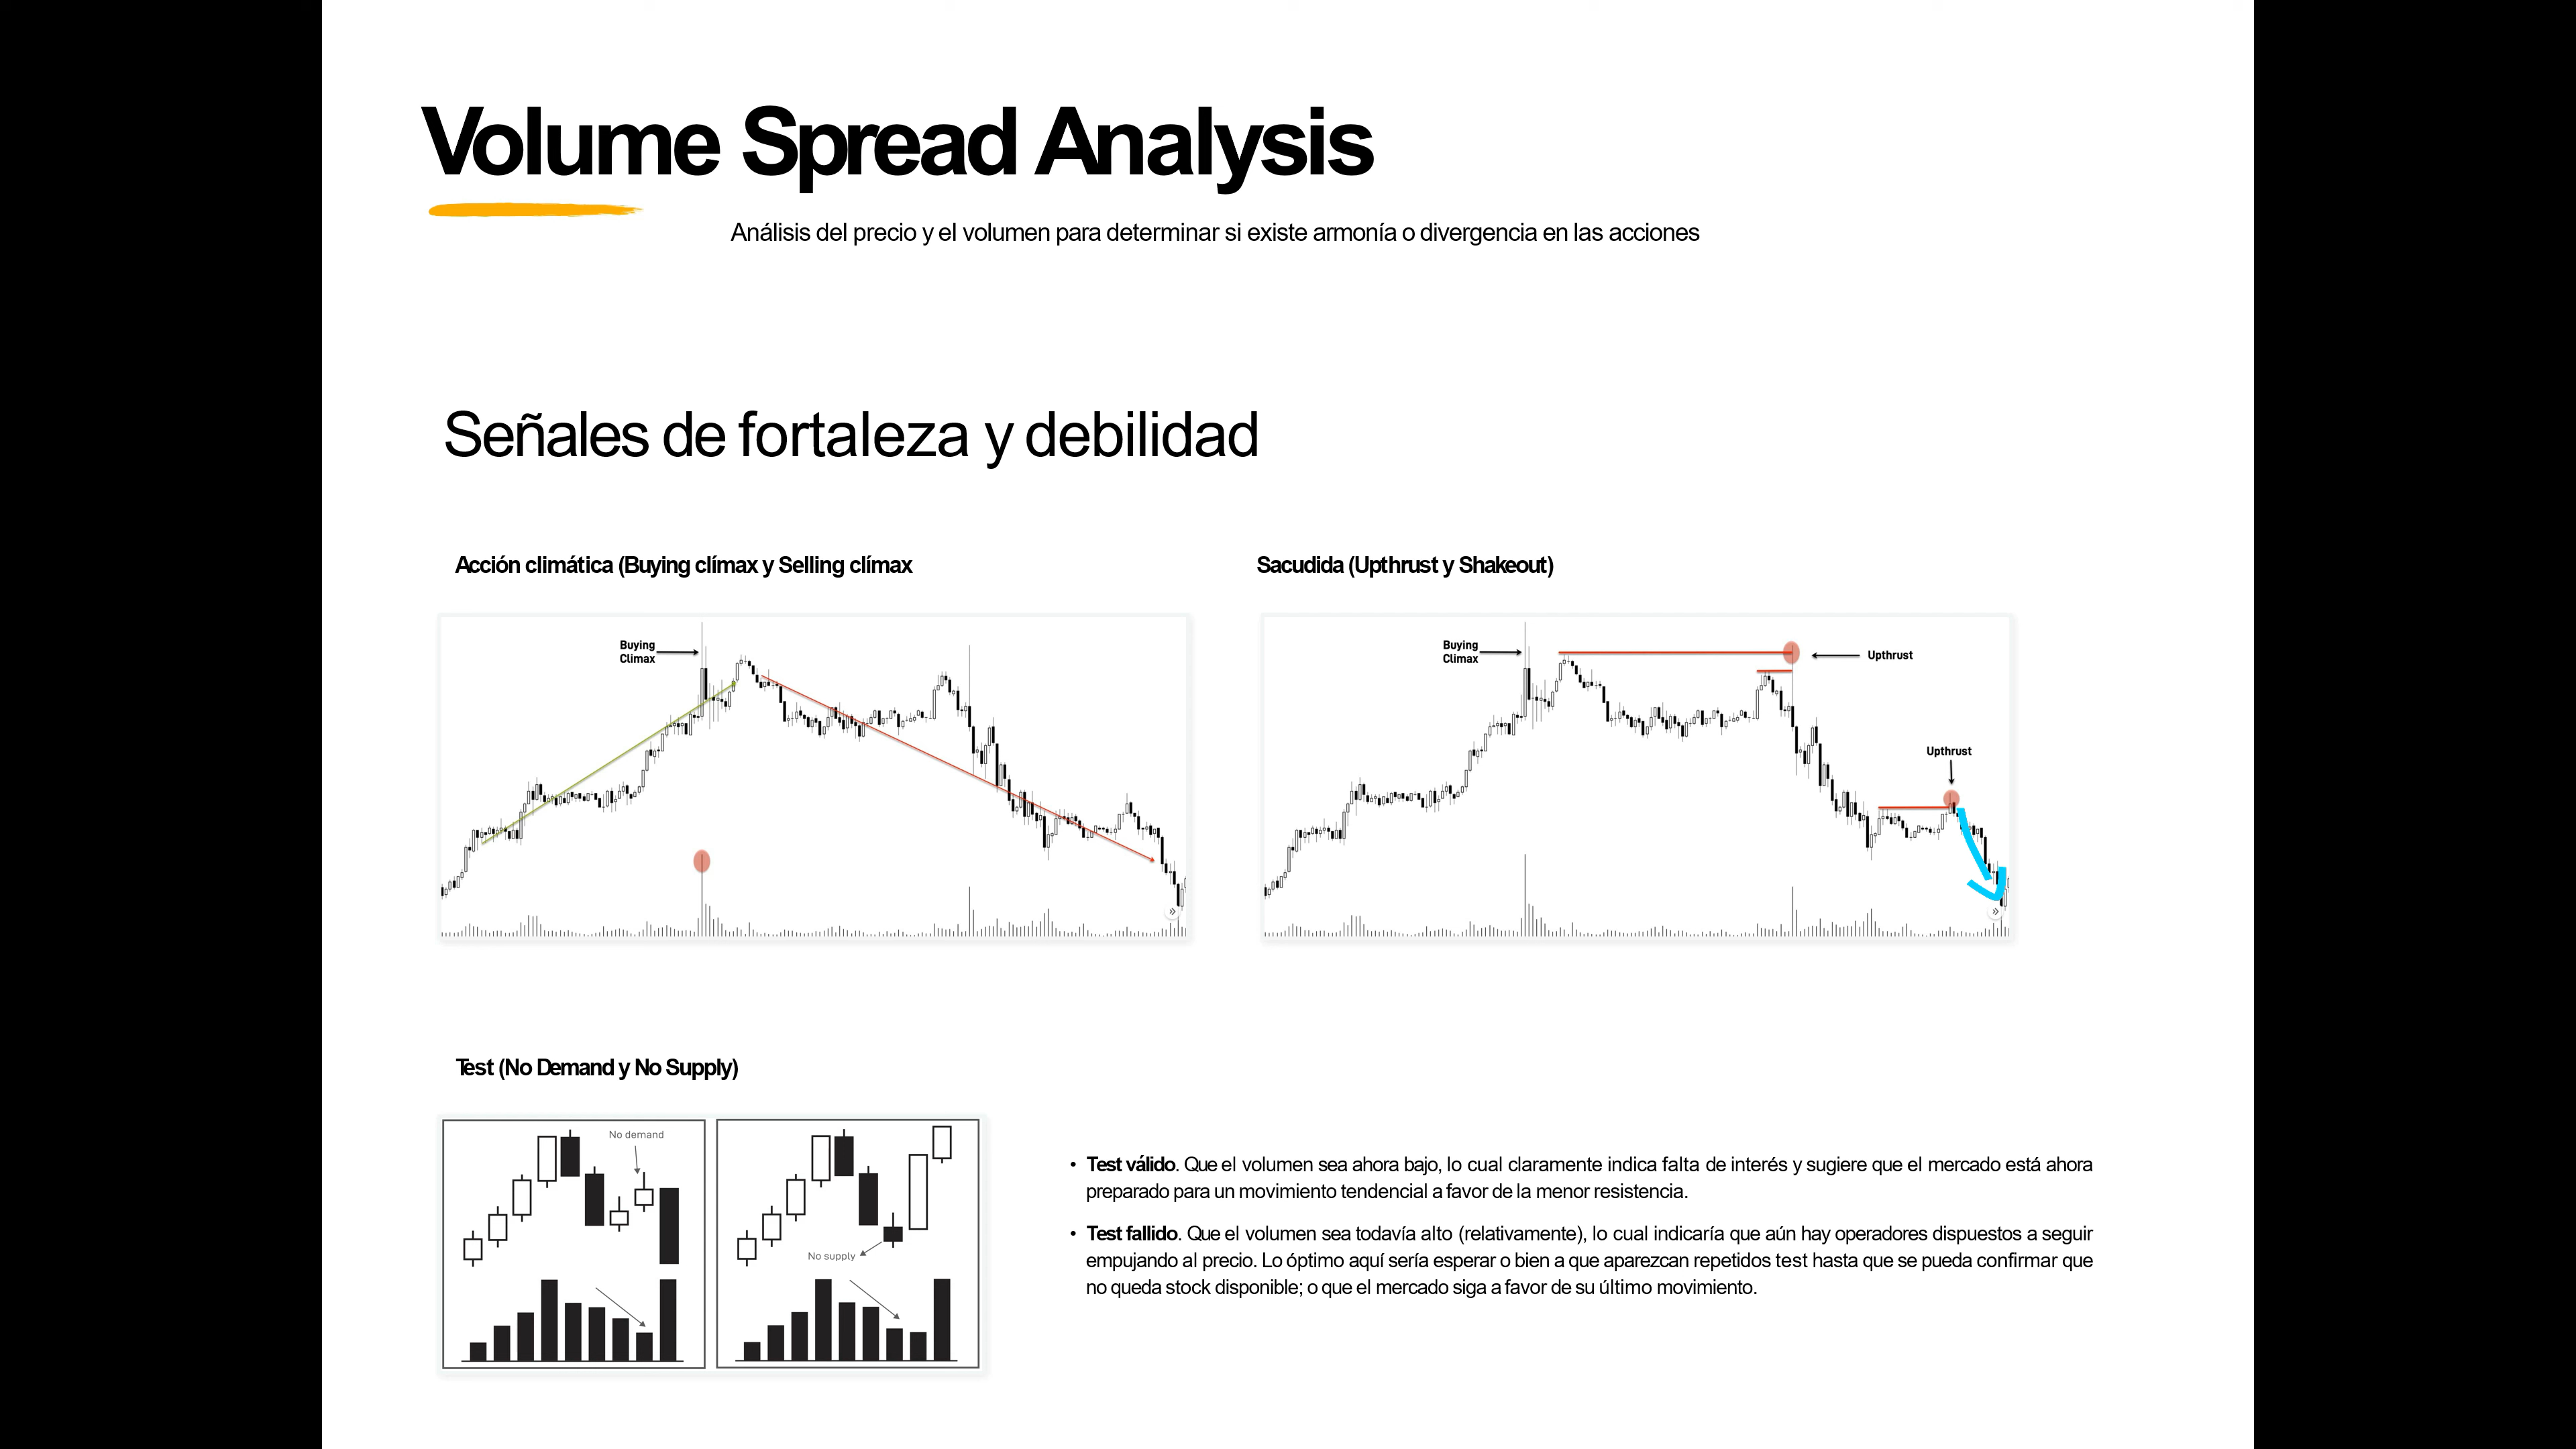 Volume Spread Analysis
Análisis del precio y el volumen para determinar si existe armonía o divergencia en las acciones
Señales de fortaleza y debilidad
Acción climática (Buying clímax y Selling clímax
Sacudida (Upthrust y Shakeout)
Buying
Climax
Buying
Climax
Upthrust
Upthrust
Test (No Demand y No Supply)
No demand
No supply
• Test válido. Que el volumen sea ahora bajo, lo cual claramente indica falta de interés y sugiere que el mercado está ahora
preparado para un movimiento tendencial a favor de la menor resistencia.
• Test fallido. Que el volumen sea todavía alto (relativamente), lo cual indicaría que aún hay operadores dispuestos a seguir
empujando al precio. Lo óptimo aquí sería esperar o bien a que aparezcan repetidos test hasta que se pueda confirmar que
no queda stock disponible; o que el mercado siga a favor de su último movimiento.